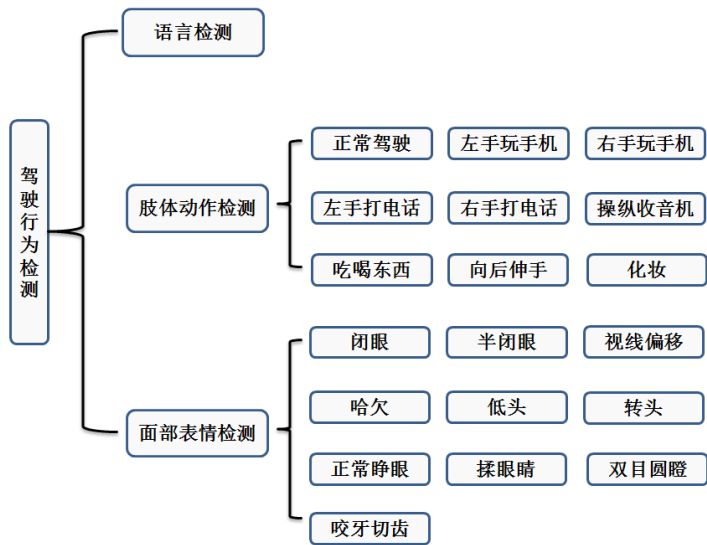 驾驶行为检测
语言检测
肢体动作检测
正常驾驶
左手玩手机
右手玩手机
左手打电话
右手打电话
操纵收音机
吃喝东西
向后伸手
化妆
面部表情检测
闭眼
半闭眼
视线偏移
哈欠
低头
转头
正常睁眼
揉眼睛
双目圆瞪
咬牙切齿